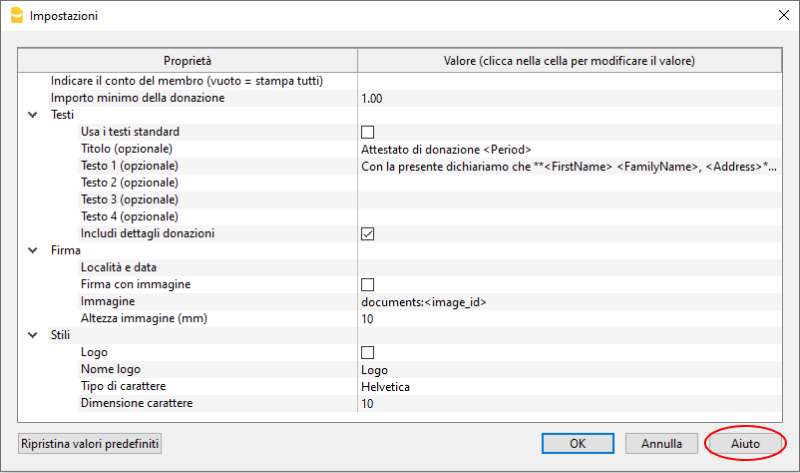 Impostazioni
Proprietà Valore (clicca nella cella per modificare il valore)
Indicare il conto del membro (vuoto = stampa tutti)
Importo minimo della donazione 1.00
Testi
Usa i testi standard
Titolo (opzionale) Attestato di donazione <Period>
Testo 1 (opzionale) Con la presente dichiariamo che **<FirstName> <FamilyName>, <Address>*...
Testo 2 (opzionale)
Testo 3 (opzionale)
Testo 4 (opzionale)
Includi dettagli donazioni
Firma
Località e data
Firma con immagine
Immagine documents:<image_id>
Altezza immagine (mm) 10
Stili
Logo
Nome logo Logo
Tipo di carattere Helvetica
Dimensione carattere 10
Ripristina valori predefiniti OK Annulla Aiuto